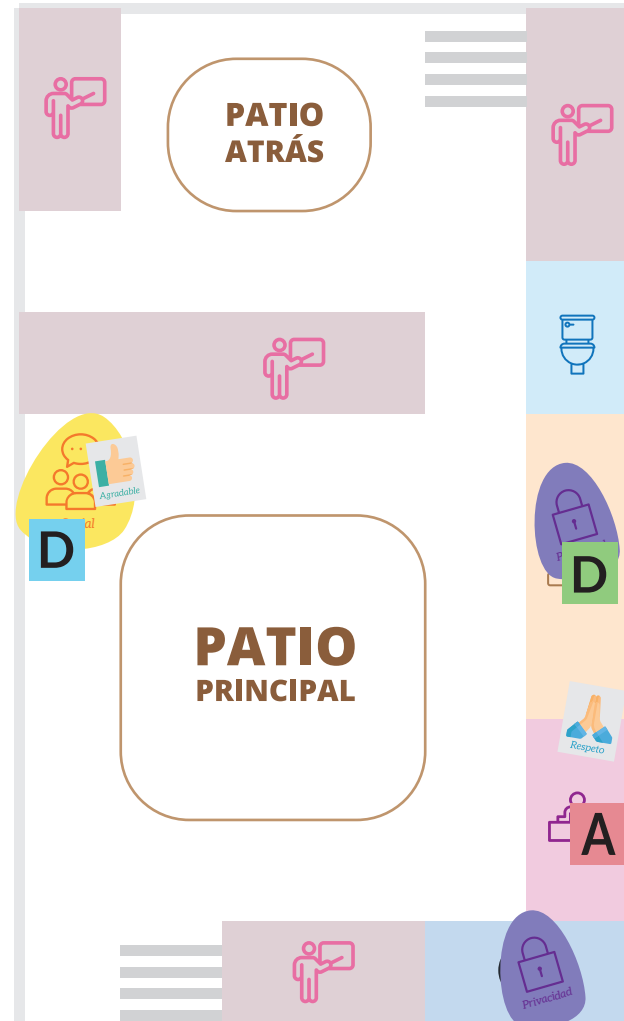 PATIO
ATRÁS
Agradable
D
D
PATIO
PRINCIPAL
Respeto
A
Privacidad